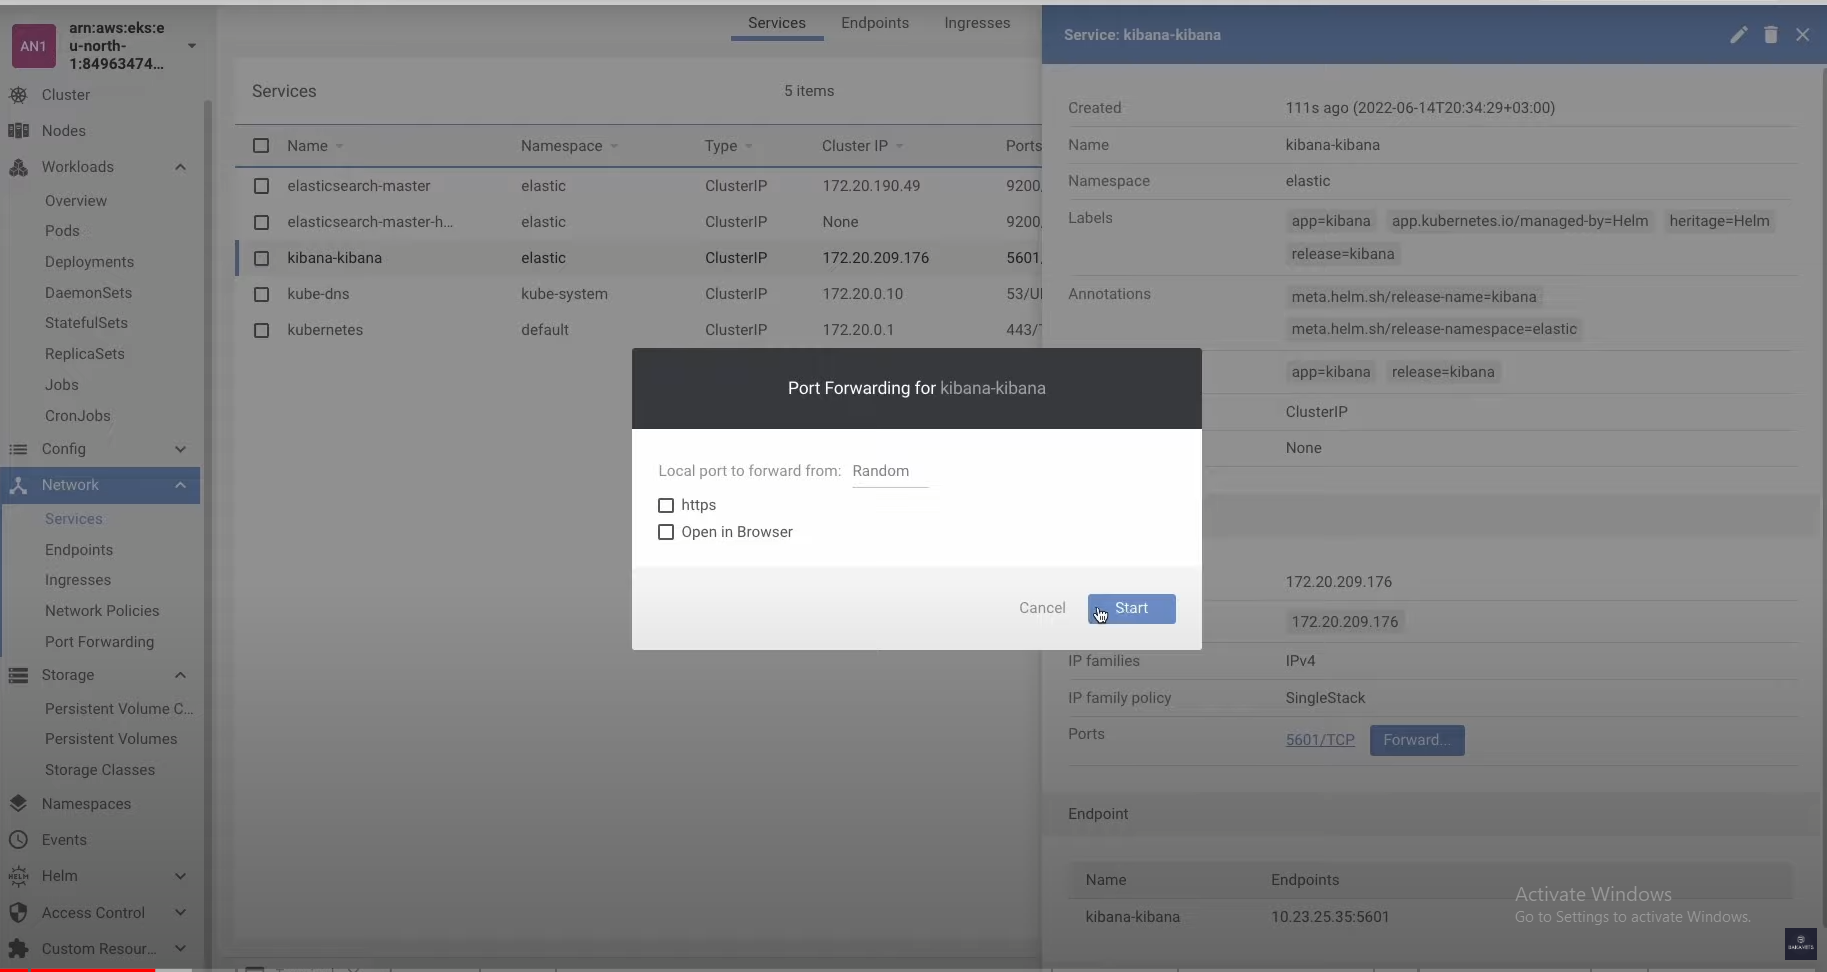 AN1
arn:aws:eks:e
u-north-
1:84963474...
Cluster
Nodes
Workloads
Overview
Pods
Deployments
DaemonSets
StatefulSets
ReplicaSets
Jobs
CronJobs
Config
Network
Services
Endpoints
Ingresses
Network Policies
Port Forwarding
Storage
Persistent Volume C...
Persistent Volumes
Storage Classes
Namespaces
Events
HELM Helm
Access Control
Custom Resour...
Services Endpoints Ingresses
Services 5 items
Name Namespace Type Cluster IP Ports
elasticsearch-master elastic ClusterIP 172.20.190.49 9200,
elasticsearch-master-h... elastic ClusterIP None 9200,
kibana-kibana elastic ClusterIP 172.20.209.176 5601,
kube-dns kube-system ClusterIP 172.20.0.10 53/U
kubernetes default ClusterIP 172.20.0.1 443/
Port Forwarding for kibana-kibana
Local port to forward from: Random
https
Open in Browser
Cancel Start
Service: kibana-kibana
Created 111s ago (2022-06-14T20:34:29+03:00)
Name kibana-kibana
Namespace elastic
Labels app=kibana app.kubernetes.io/managed-by=Helm heritage=Helm
release=kibana
Annotations meta.helm.sh/release-name=kibana
meta.helm.sh/release-namespace=elastic
app=kibana release=kibana
ClusterIP
None
172.20.209.176
172.20.209.176
IP families IPv4
IP family policy SingleStack
Ports 5601/TCP Forward...
Endpoint
Name Endpoints
kibana-kibana 10.23.25.35:5601
Activate Windows
Go to Settings to activate Windows.